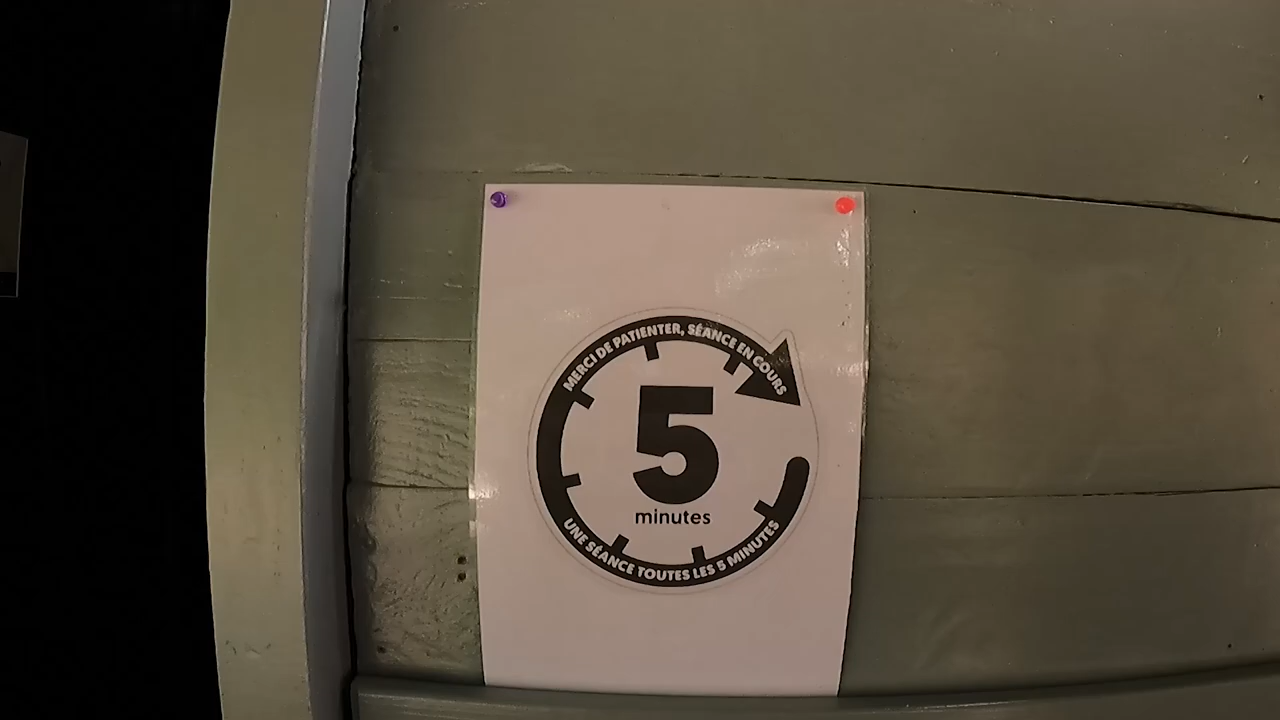 MERCI DE PATIENTER, SÉANCE EN COURS
5
minutes
UNE SÉANCE TOUTES LES 5 MINUTES